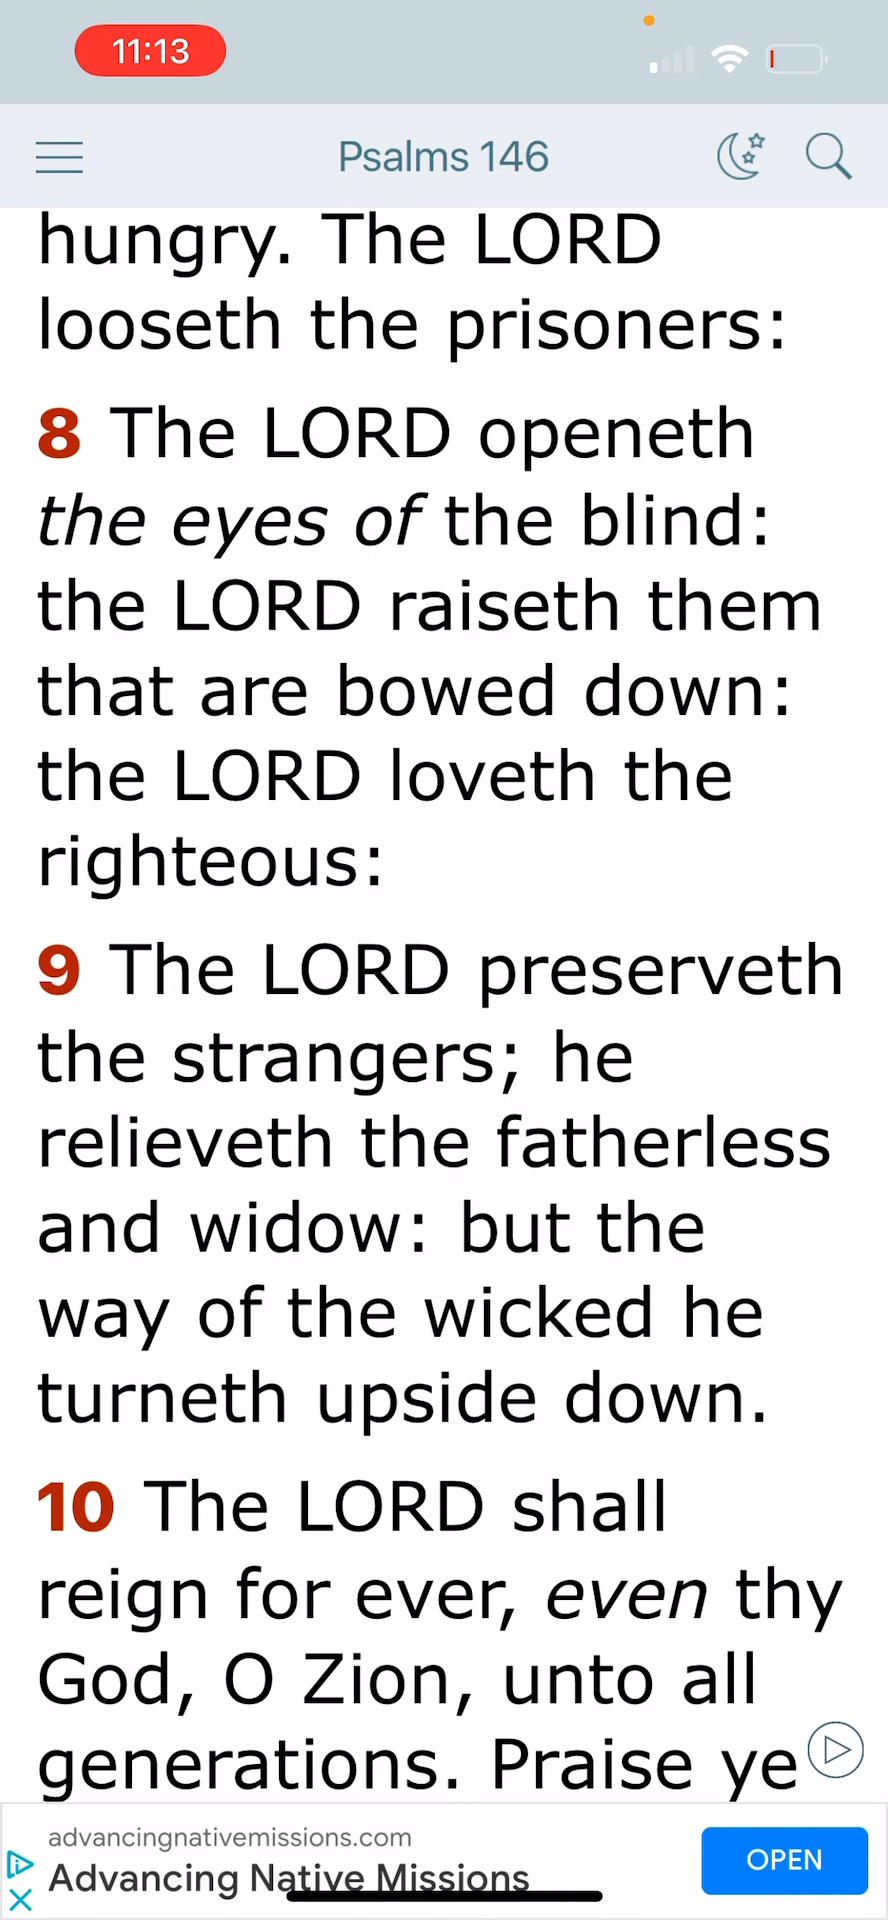 11:13
Psalms 146
hungry. The LORD
looseth the prisoners:
8 The LORD openeth
the eyes of the blind:
the LORD raiseth them
that are bowed down:
the LORD loveth the
righteous:
9 The LORD preserveth
the strangers; he
relieveth the fatherless
and widow: but the
way of the wicked he
turneth upside down.
10 The LORD shall
reign for ever, even thy
God, O Zion, unto all
generations. Praise ye
advancingnativemissions.com
Advancing Native Missions
OPEN